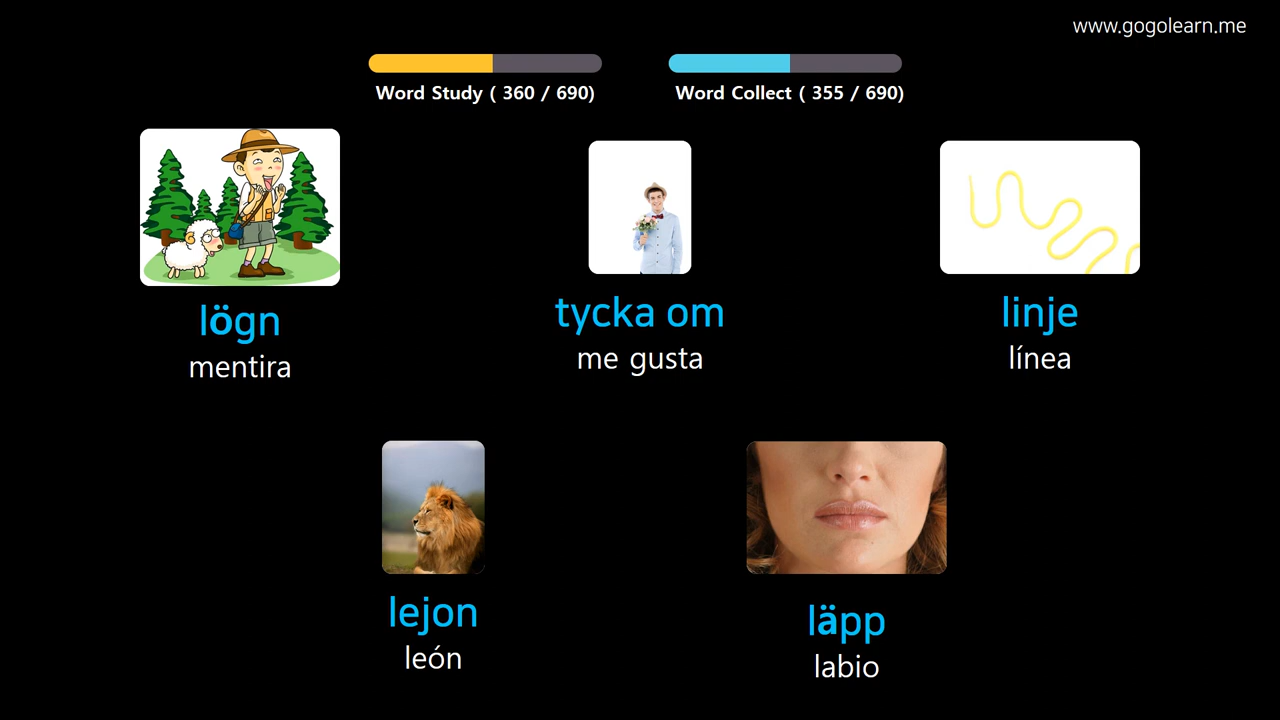 www.gogolearn.me
Word Study ( 360 / 690)
Word Collect ( 355 / 690)
lögn
mentira
tycka om
me gusta
linje
línea
lejon
león
läpp
labio